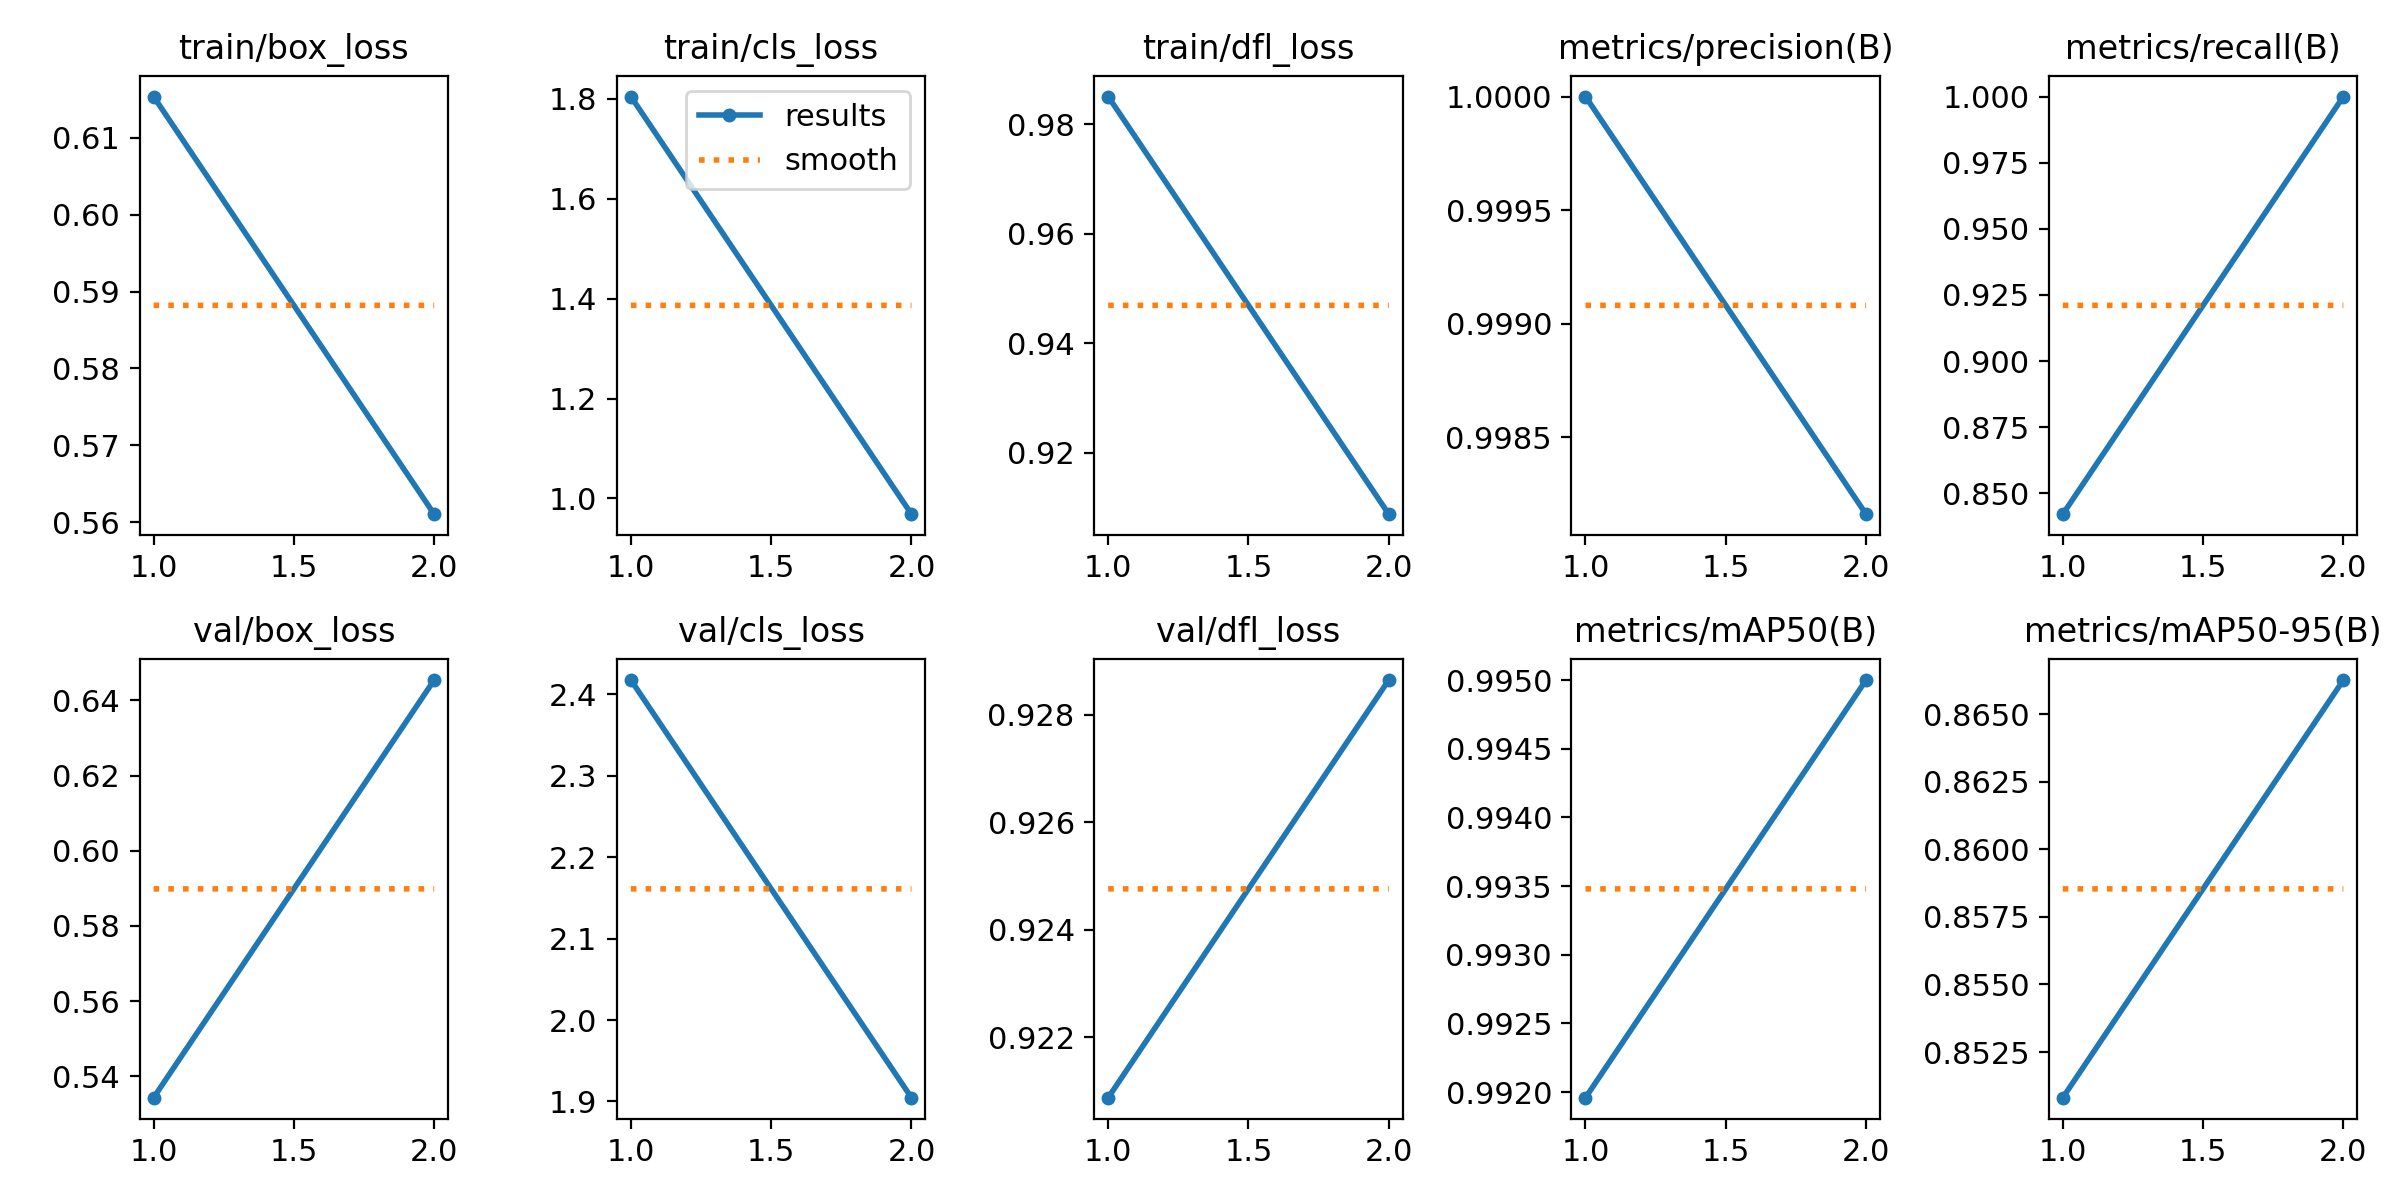 train/box_loss
0.61
0.60
0.59
0.58
0.57
0.56
1.0 1.5 2.0
train/cls_loss
results
smooth
1.8
1.6
1.4
1.2
1.0
1.0 1.5 2.0
train/dfl_loss
0.98
0.96
0.94
0.92
1.0 1.5 2.0
metrics/precision(B)
1.0000
0.9995
0.9990
0.9985
1.0 1.5 2.0
metrics/recall(B)
1.000
0.975
0.950
0.925
0.900
0.875
0.850
1.0 1.5 2.0
val/box_loss
0.64
0.62
0.60
0.58
0.56
0.54
1.0 1.5 2.0
val/cls_loss
2.4
2.3
2.2
2.1
2.0
1.9
1.0 1.5 2.0
val/dfl_loss
0.928
0.926
0.924
0.922
1.0 1.5 2.0
metrics/mAP50(B)
0.9950
0.9945
0.9940
0.9935
0.9930
0.9925
0.9920
1.0 1.5 2.0
metrics/mAP50-95(B)
0.8650
0.8625
0.8600
0.8575
0.8550
0.8525
1.0 1.5 2.0